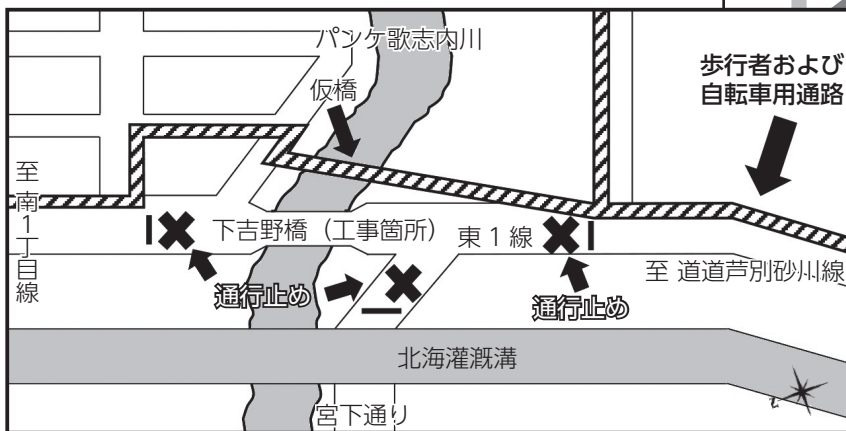 パンケ歌志内川
仮橋
歩行者および
自転車用通路
至 南1丁目線
下吉野橋（工事箇所）
東1線
至 道道芦別砂川線
通行止め
通行止め
北海灌漑溝
宮下通り